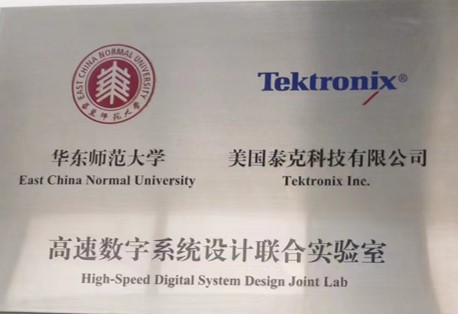 EAST CHINA NORMAL UNIVERSITY
華東師范大學
Tektronix®
华东师范大学
East China Normal University
美国泰克科技有限公司
Tektronix Inc.
高速数字系统设计联合实验室
High-Speed Digital System Design Joint Lab